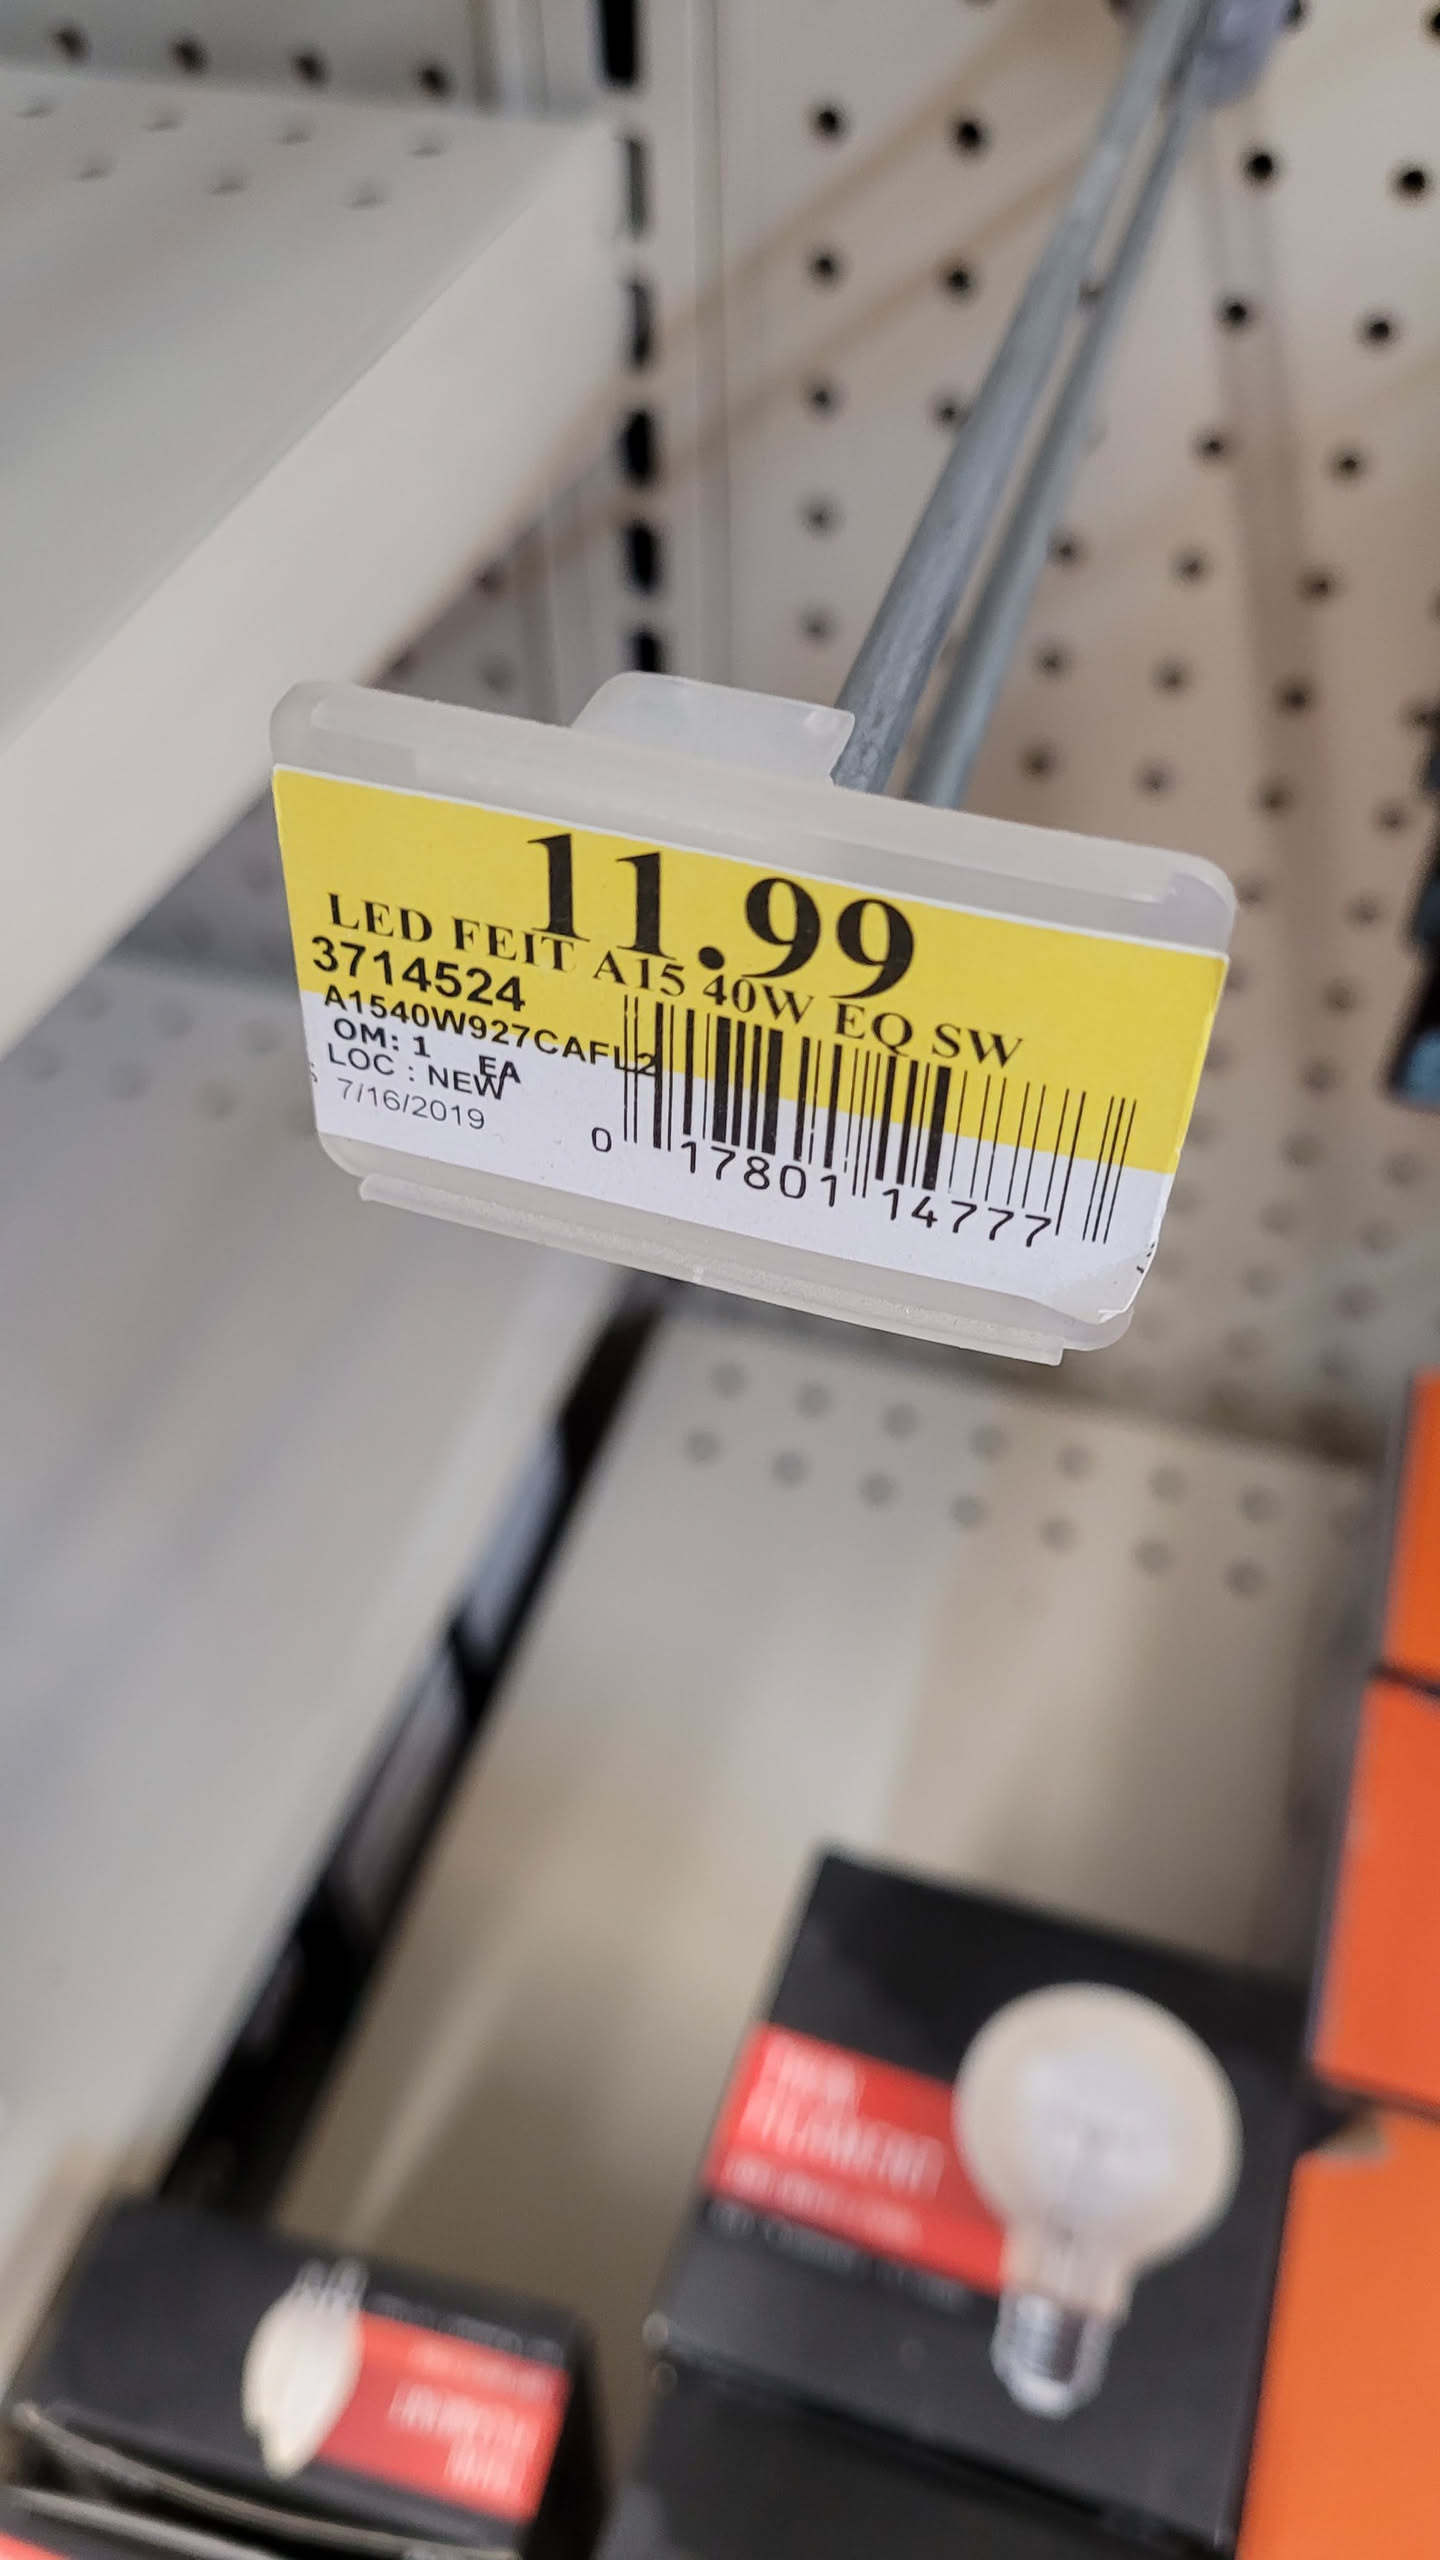 11.99
LED FEIT A15 40W EQ SW
3714524
A1540W927CAFL2
OM: 1 EA
LOC : NEW
7/16/2019
0 17801 14777
FILAMENT